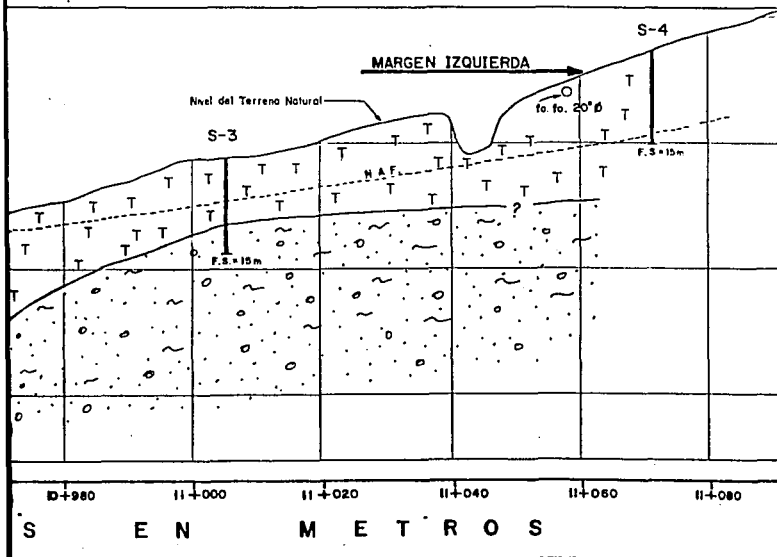 S-4
MARGEN IZQUIERDA
fo. fo. 20" Ø
Nivel del Terreno Natural
S-3
T T T T T T T T T T T T T T T T T T T T T T T T T T T T T T T T T T
N.A.F.
F.S.=15m
F.S.=15m
?
10+980 11+000 11+020 11+040 11+060 11+080
S EN METROS